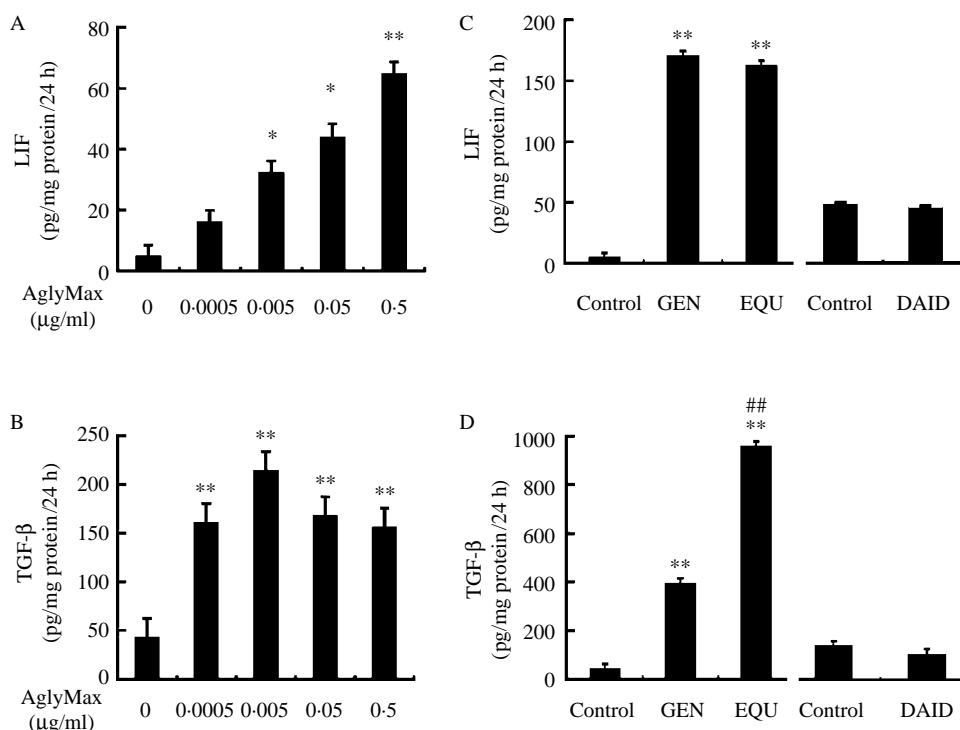 A
LIF
(pg/mg protein/24 h)
80
60
40
20
0
*
*
**
AglyMax
(μg/ml)
0 0·0005 0·005 0·05 0·5
C
LIF
(pg/mg protein/24 h)
200
150
100
50
0
** **
Control GEN EQU Control DAID
B
TGF-β
(pg/mg protein/24 h)
250
200
150
100
50
0
** ** ** **
AglyMax
(μg/ml)
0 0·0005 0·005 0·05 0·5
D
TGF-β
(pg/mg protein/24 h)
1000
800
600
400
200
0
**
##
**
Control GEN EQU Control DAID